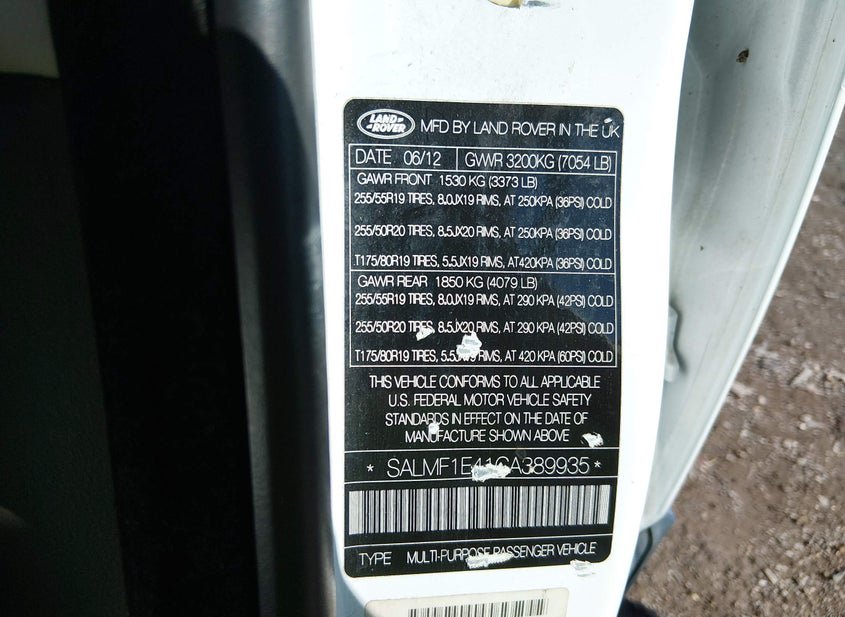 LAND-
-ROVER
MFD BY LAND ROVER IN THE UK
DATE 06/12 GWR 3200KG (7054 LB)
GAWR FRONT 1530 KG (3373 LB)
255/55R19 TIRES, 8.0JX19 RIMS, AT 250KPA (36PSI) COLD
255/50R20 TIRES, 8.5JX20 RIMS, AT 250KPA (36PSI) COLD
T175/80R19 TIRES, 5.5JX19 RIMS, AT 420KPA (36PSI) COLD
GAWR REAR 1850 KG (4079 LB)
255/55R19 TIRES, 8.0JX19 RIMS, AT 290 KPA (42PSI) COLD
255/50R20 TIRES, 8.5JX20 RIMS, AT 290 KPA (42PSI) COLD
T175/80R19 TIRES, 5.5JX19 RIMS, AT 420 KPA (60PSI) COLD
THIS VEHICLE CONFORMS TO ALL APPLICABLE
U.S. FEDERAL MOTOR VEHICLE SAFETY
STANDARDS IN EFFECT ON THE DATE OF
MANUFACTURE SHOWN ABOVE
* SALMF1E41CA389935 *
TYPE MULTI-PURPOSE PASSENGER VEHICLE